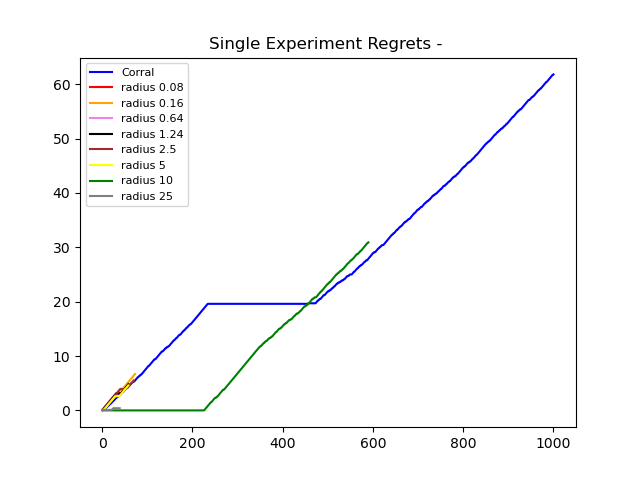 Single Experiment Regrets -
Corral
radius 0.08
radius 0.16
radius 0.64
radius 1.24
radius 2.5
radius 5
radius 10
radius 25
60
50
40
30
20
10
0
0 200 400 600 800 1000